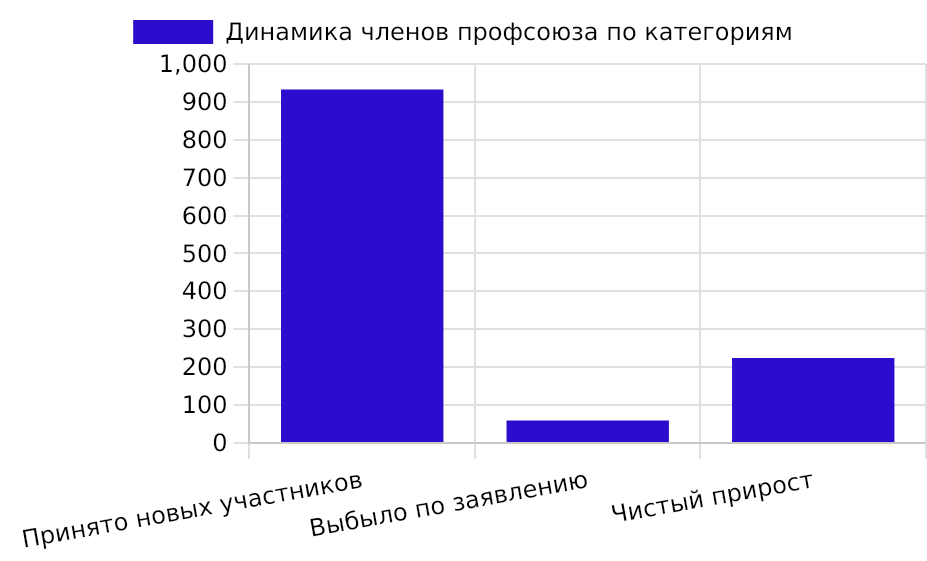 Динамика членов профсоюза по категориям
1,000
900
800
700
600
500
400
300
200
100
0
Принято новых участников
Выбыло по заявлению
Чистый прирост